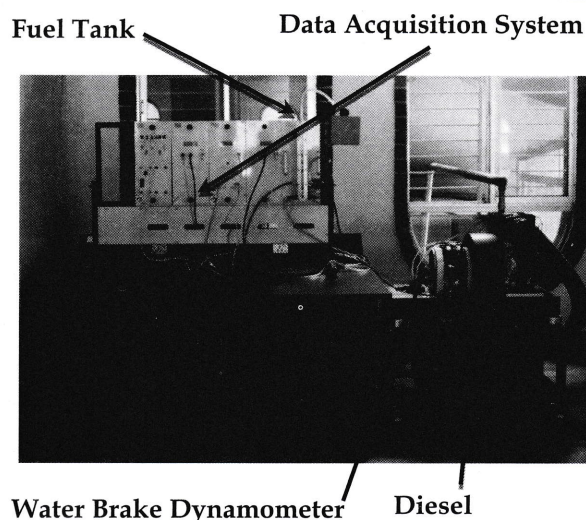 Fuel Tank
Data Acquisition System
Water Brake Dynamometer
Diesel